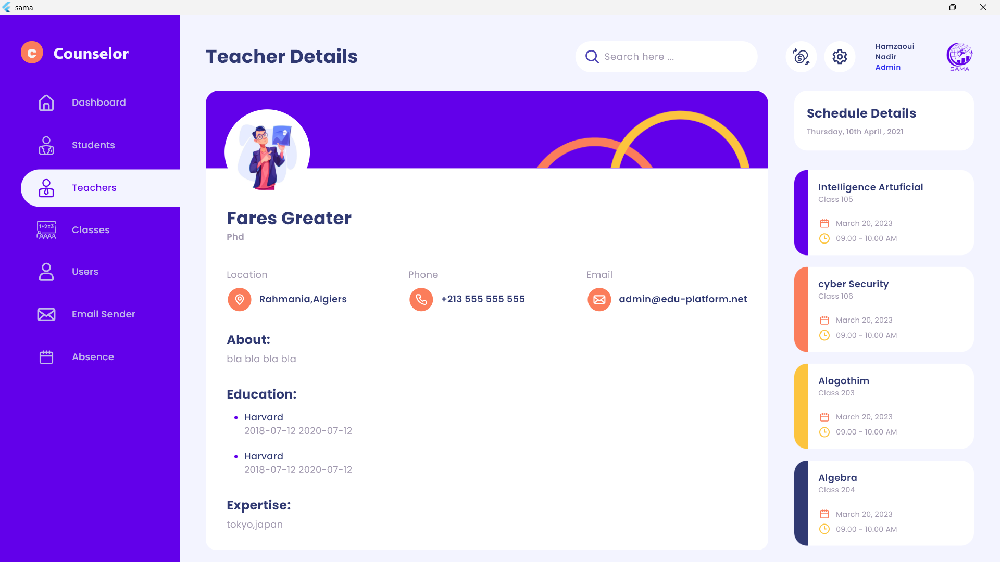 sama
c Counselor
Dashboard
Students
Teachers
1+2=3
Classes
Users
Email Sender
Absence
Teacher Details
Search here ...
Hamzaoui
Nadir
Admin
SAMA
Fares Greater
Phd
Location
Rahmania,Algiers
Phone
+213 555 555 555
Email
admin@edu-platform.net
About:
bla bla bla bla
Education:
Harvard
2018-07-12 2020-07-12
Harvard
2018-07-12 2020-07-12
Expertise:
tokyo,japan
Schedule Details
Thursday, 10th April , 2021
Intelligence Artuficial
Class 105
March 20, 2023
09.00 - 10.00 AM
cyber Security
Class 106
March 20, 2023
09.00 - 10.00 AM
Alogothim
Class 203
March 20, 2023
09.00 - 10.00 AM
Algebra
Class 204
March 20, 2023
09.00 - 10.00 AM